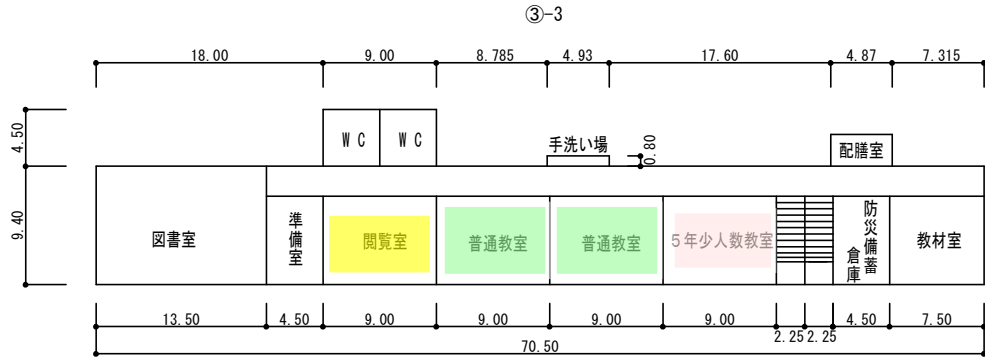 ③-3
18.00 9.00 8.785 4.93 17.60 4.87 7.315
4.50
WC WC
手洗い場
0.80
配膳室
9.40
図書室
準備室
閲覧室
普通教室
普通教室
5年少人数教室
防災備蓄
倉庫
教材室
13.50 4.50 9.00 9.00 9.00 9.00 2.25 2.25 4.50 7.50
70.50